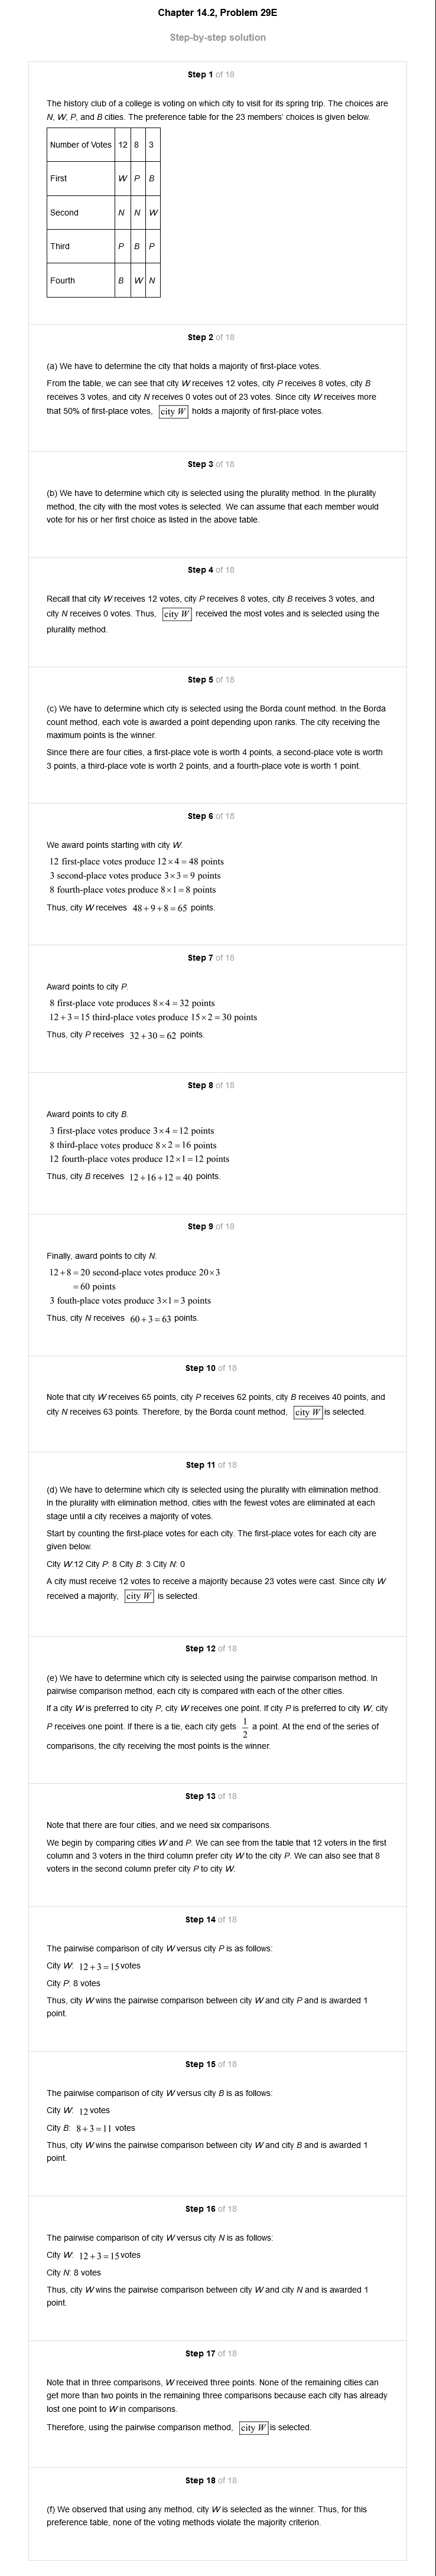 Chapter 14.2, Problem 29E
Step-by-step solution
Step 1 of 18
The history club of a college is voting on which city to visit for its spring trip. The choices are
N, W, P, and B cities. The preference table for the 23 members' choices is given below.
Number of Votes 12 8 3
First W P B
Second N N W
Third P B P
Fourth B W N
Step 2 of 18
(a) We have to determine the city that holds a majority of first-place votes.
From the table, we can see that city W receives 12 votes, city P receives 8 votes, city B
receives 3 votes, and city N receives 0 votes out of 23 votes. Since city W receives more
that 50% of first-place votes, city W holds a majority of first-place votes.
Step 3 of 18
(b) We have to determine which city is selected using the plurality method. In the plurality
method, the city with the most votes is selected. We can assume that each member would
vote for his or her first choice as listed in the above table.
Step 4 of 18
Recall that city W receives 12 votes, city P receives 8 votes, city B receives 3 votes, and
city N receives 0 votes. Thus, city W received the most votes and is selected using the
plurality method.
Step 5 of 18
(c) We have to determine which city is selected using the Borda count method. In the Borda
count method, each vote is awarded a point depending upon ranks. The city receiving the
maximum points is the winner.
Since there are four cities, a first-place vote is worth 4 points, a second-place vote is worth
3 points, a third-place vote is worth 2 points, and a fourth-place vote is worth 1 point.
Step 6 of 18
We award points starting with city W.
12 first-place votes produce 12×4 = 48 points
3 second-place votes produce 3×3 = 9 points
8 fourth-place votes produce 8×1 = 8 points
Thus, city W receives 48+9+8 = 65 points.
Step 7 of 18
Award points to city P.
8 first-place vote produces 8×4 = 32 points
12+3 = 15 third-place votes produce 15×2 = 30 points
Thus, city P receives 32+30 = 62 points.
Step 8 of 18
Award points to city B.
3 first-place votes produce 3×4 = 12 points
8 third-place votes produce 8×2 = 16 points
12 fourth-place votes produce 12×1 = 12 points
Thus, city B receives 12+16+12 = 40 points.
Step 9 of 18
Finally, award points to city N.
12+8 = 20 second-place votes produce 20×3
= 60 points
3 fouth-place votes produce 3×1 = 3 points
Thus, city N receives 60+3 = 63 points.
Step 10 of 18
Note that city W receives 65 points, city P receives 62 points, city B receives 40 points, and
city N receives 63 points. Therefore, by the Borda count method, city W is selected.
Step 11 of 18
(d) We have to determine which city is selected using the plurality with elimination method.
In the plurality with elimination method, cities with the fewest votes are eliminated at each
stage until a city receives a majority of votes.
Start by counting the first-place votes for each city. The first-place votes for each city are
given below.
City W:12 City P: 8 City B: 3 City N: 0
A city must receive 12 votes to receive a majority because 23 votes were cast. Since city W
received a majority, city W is selected.
Step 12 of 18
(e) We have to determine which city is selected using the pairwise comparison method. In
pairwise comparison method, each city is compared with each of the other cities.
If a city W is preferred to city P, city W receives one point. If city P is preferred to city W, city
P receives one point. If there is a tie, each city gets 1/2 a point. At the end of the series of
comparisons, the city receiving the most points is the winner.
Step 13 of 18
Note that there are four cities, and we need six comparisons.
We begin by comparing cities W and P. We can see from the table that 12 voters in the first
column and 3 voters in the third column prefer city W to the city P. We can also see that 8
voters in the second column prefer city P to city W.
Step 14 of 18
The pairwise comparison of city W versus city P is as follows:
City W: 12+3 = 15 votes
City P: 8 votes
Thus, city W wins the pairwise comparison between city W and city P and is awarded 1
point.
Step 15 of 18
The pairwise comparison of city W versus city B is as follows:
City W: 12 votes
City B: 8+3 = 11 votes
Thus, city W wins the pairwise comparison between city W and city B and is awarded 1
point.
Step 16 of 18
The pairwise comparison of city W versus city N is as follows:
City W: 12+3 = 15 votes
City N: 8 votes
Thus, city W wins the pairwise comparison between city W and city N and is awarded 1
point.
Step 17 of 18
Note that in three comparisons, W received three points. None of the remaining cities can
get more than two points in the remaining three comparisons because each city has already
lost one point to W in comparisons.
Therefore, using the pairwise comparison method, city W is selected.
Step 18 of 18
(f) We observed that using any method, city W is selected as the winner. Thus, for this
preference table, none of the voting methods violate the majority criterion.